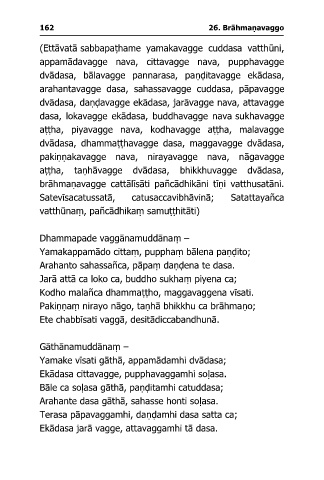 162 26. Brāhmaṇavaggo
(Ettāvatā sabbapaṭhame yamakavagge cuddasa vatthūni,
appamādavagge nava, cittavagge nava, pupphavagge
dvādasa, bālavagge pannarasa, paṇḍitavagge ekādasa,
arahantavagge dasa, sahassavagge cuddasa, pāpavagge
dvādasa, daṇḍavagge ekādasa, jarāvagge nava, attavagge
dasa, lokavagge ekādasa, buddhavagge nava sukhavagge
aṭṭha, piyavagge nava, kodhavagge aṭṭha, malavagge
dvādasa, dhammaṭṭhavagge dasa, maggavagge dvādasa,
pakiṇṇakavagge nava, nirayavagge nava, nāgavagge
aṭṭha, taṇhāvagge dvādasa, bhikkhuvagge dvādasa,
brāhmaṇavagge cattālīsāti pañcādhikāni tīṇi vatthusatāni.
Satevīsacatussatā, catusaccavibhāvinā; Satattayañca
vatthūnaṃ, pañcādhikaṃ samuṭṭhitāti)
Dhammapade vaggānamuddānaṃ –
Yamakappamādo cittaṃ, pupphaṃ bālena paṇḍito;
Arahanto sahassañca, pāpaṃ daṇḍena te dasa.
Jarā attā ca loko ca, buddho sukhaṃ piyena ca;
Kodho malañca dhammaṭṭho, maggavaggena vīsati.
Pakiṇṇaṃ nirayo nāgo, taṇhā bhikkhu ca brāhmaṇo;
Ete chabbīsati vaggā, desitādiccabandhunā.
Gāthānamuddānaṃ –
Yamake vīsati gāthā, appamādamhi dvādasa;
Ekādasa cittavagge, pupphavaggamhi soḷasa.
Bāle ca soḷasa gāthā, paṇḍitamhi catuddasa;
Arahante dasa gāthā, sahasse honti soḷasa.
Terasa pāpavaggamhi, daṇḍamhi dasa satta ca;
Ekādasa jarā vagge, attavaggamhi tā dasa.